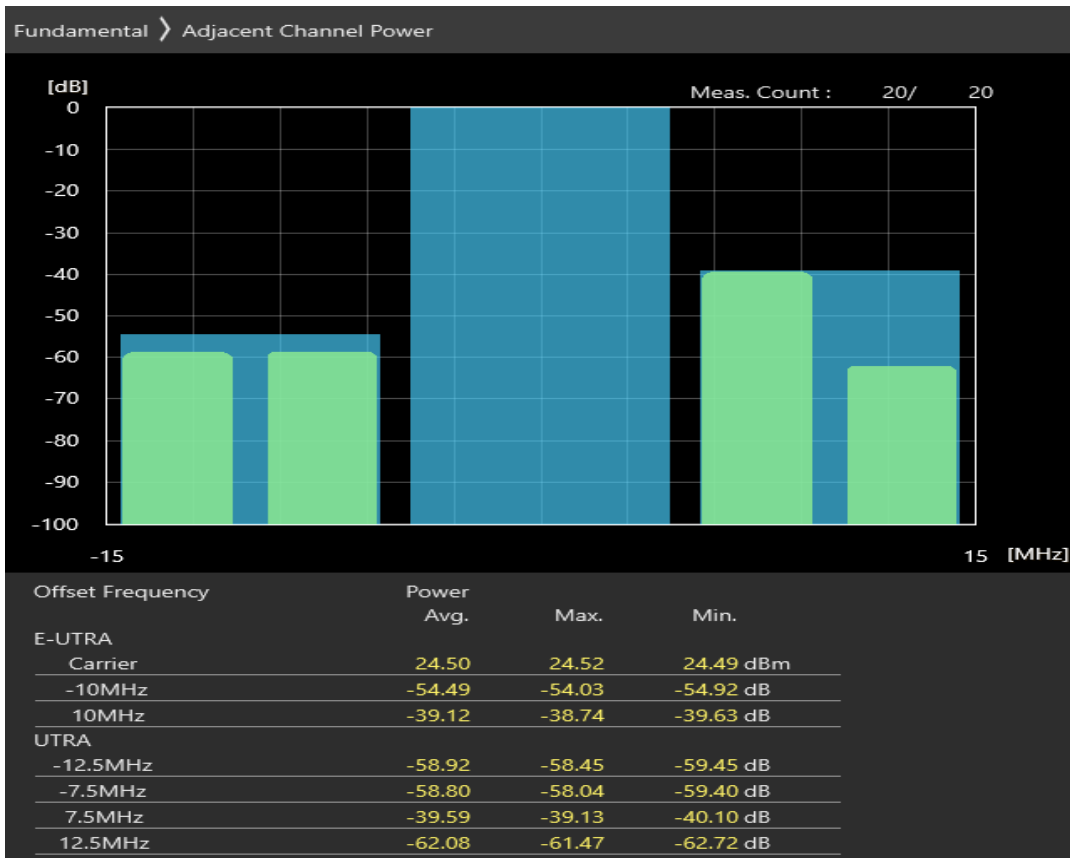 Fundamental 〉 Adjacent Channel Power
[dB]
Meas. Count : 20/ 20
0
-10
-20
-30
-40
-50
-60
-70
-80
-90
-100
-15 15 [MHz]
Offset Frequency Power
Avg. Max. Min.
E-UTRA
Carrier 24.50 24.52 24.49 dBm
-10MHz -54.49 -54.03 -54.92 dB
10MHz -39.12 -38.74 -39.63 dB
UTRA
-12.5MHz -58.92 -58.45 -59.45 dB
-7.5MHz -58.80 -58.04 -59.40 dB
7.5MHz -39.59 -39.13 -40.10 dB
12.5MHz -62.08 -61.47 -62.72 dB